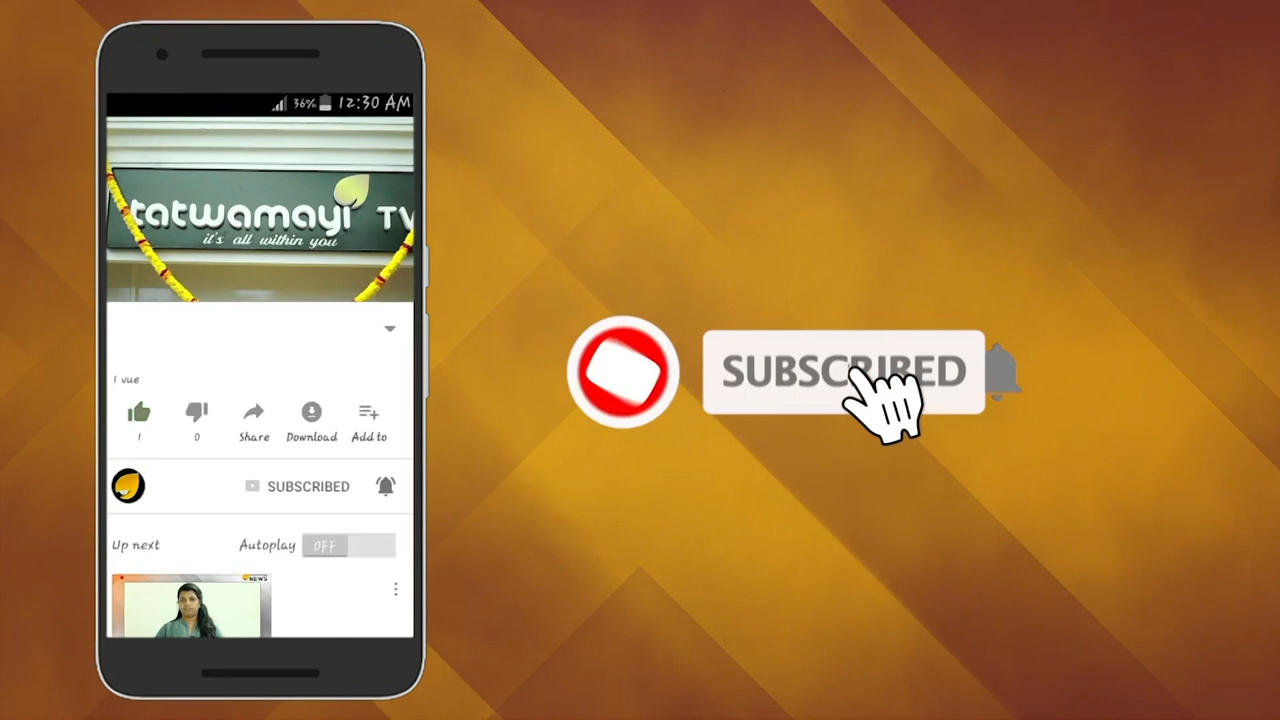 36% 12:30 AM
tatwamayi TV
it's all within you
1 vue
1
0
Share
Download
Add to
SUBSCRIBED
Up next
Autoplay
OFF
NEWS
SUBSCRIBED